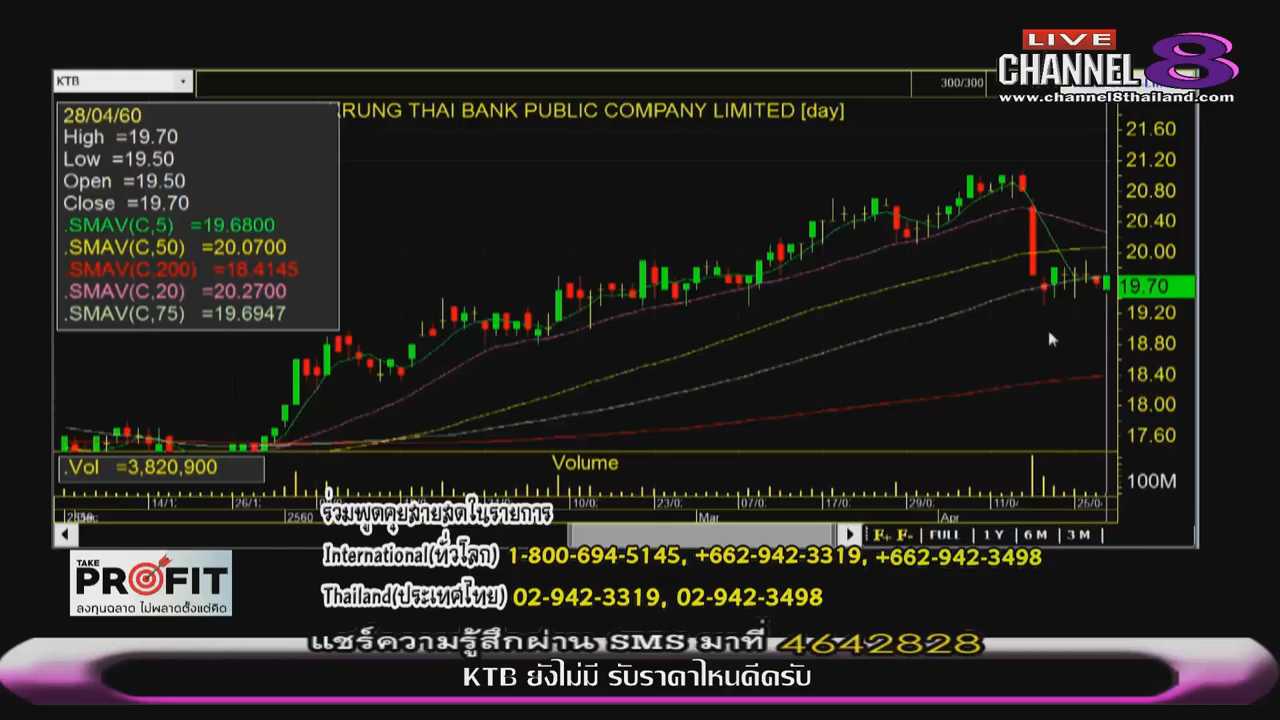 LIVE
CHANNEL 8
www.channel8thailand.com
KTB
300/300
KRUNG THAI BANK PUBLIC COMPANY LIMITED [day]
28/04/60
High =19.70
Low =19.50
Open =19.50
Close =19.70
.SMAV(C,5) =19.6800
.SMAV(C,50) =20.0700
.SMAV(C,200) =18.4145
.SMAV(C,20) =20.2700
.SMAV(C,75) =19.6947
21.60
21.20
20.80
20.40
20.00
19.70
19.20
18.80
18.40
18.00
17.60
.Vol =3,820,900
Volume
100M
14/1: 26/1: 10/0: 23/0: 07/0: 17/0: 29/0: 11/0: 25/0
2560 Mar Apr
FULL 1 Y 6 M 3 M
ร่วมพูดคุยสายสดในรายการ
International(ทั่วโลก) 1-800-694-5145, +662-942-3319, +662-942-3498
Thailand(ประเทศไทย) 02-942-3319, 02-942-3498
TAKE
PROFIT
ลงทุนฉลาด ไม่พลาดตั้งแต่คิด
แชร์ความรู้สึกผ่าน SMS มาที่ 4642828
KTB ยังไม่มี รับราคาไหนดีครับ